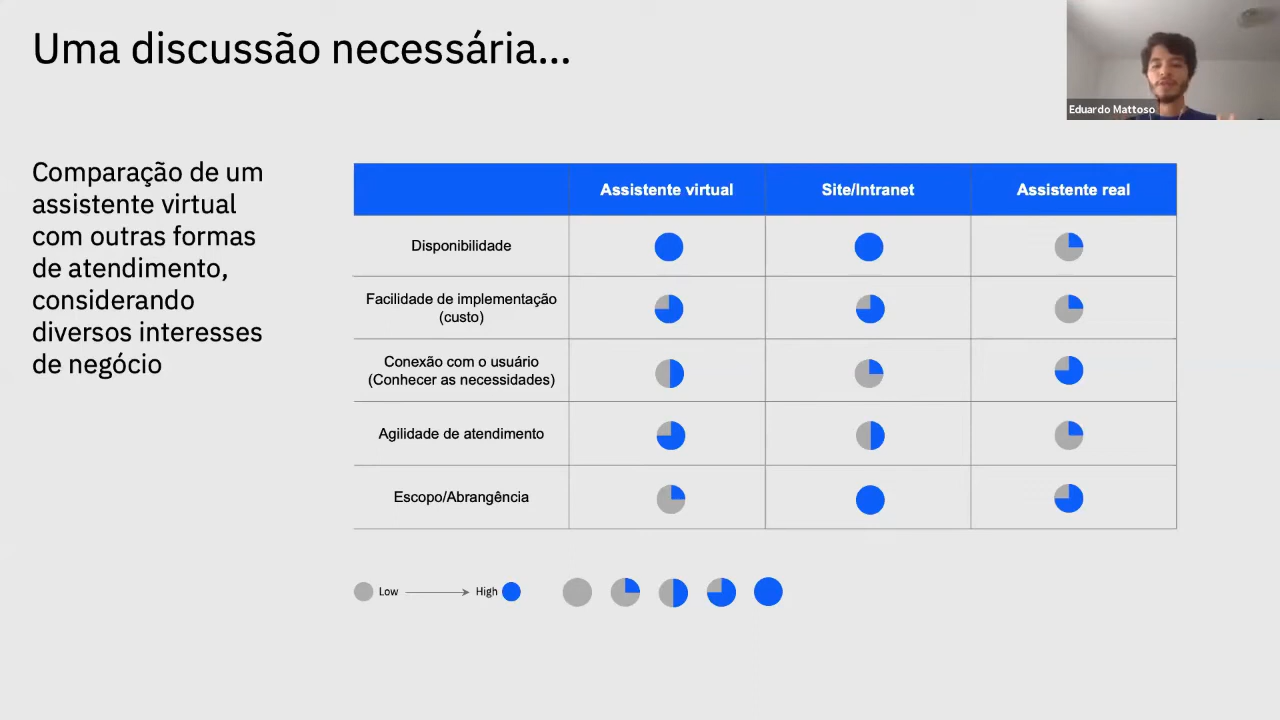 Uma discussão necessária...
Eduardo Mattoso
Comparação de um
assistente virtual
com outras formas
de atendimento,
considerando
diversos interesses
de negócio
Assistente virtual
Site/Intranet
Assistente real
Disponibilidade
Facilidade de implementação
(custo)
Conexão com o usuário
(Conhecer as necessidades)
Agilidade de atendimento
Escopo/Abrangência
Low
High